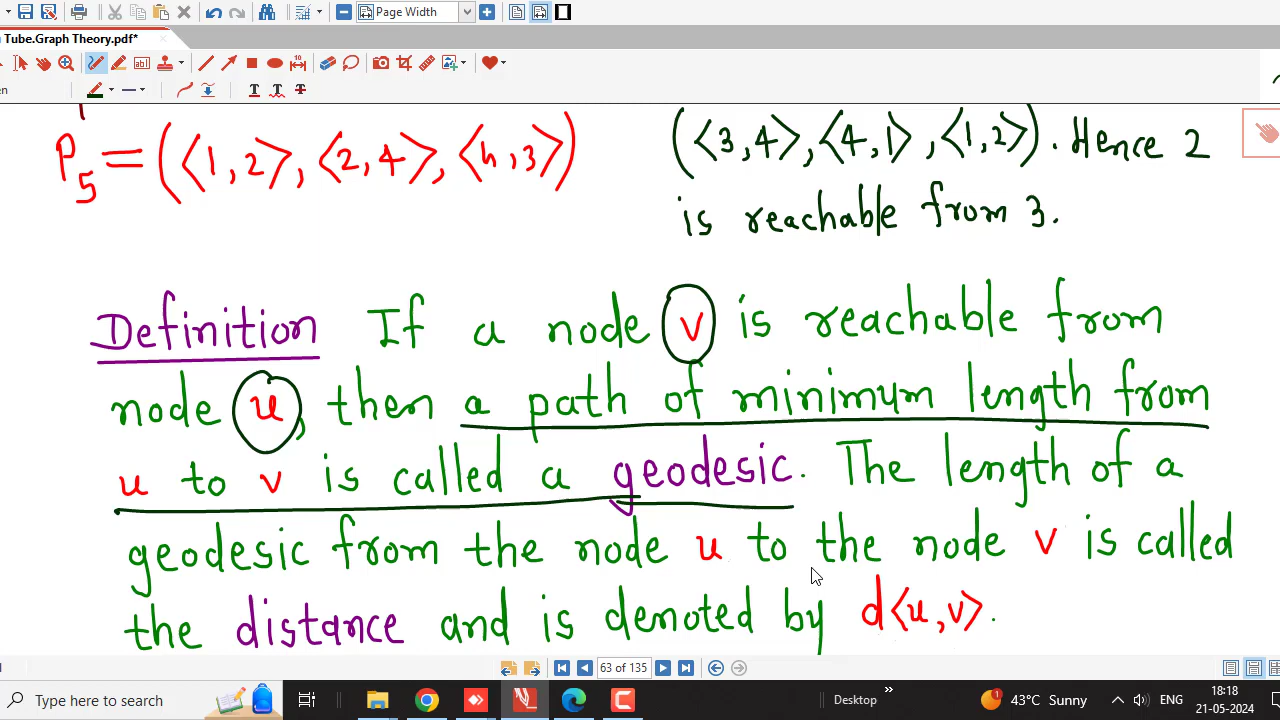 Page Width
Tube.Graph Theory.pdf*
10
P5 = (⟨1,2⟩, ⟨2,4⟩, ⟨4,3⟩)
(⟨3,4⟩, ⟨4,1⟩, ⟨1,2⟩). Hence 2
is reachable from 3.
Definition If a node v is reachable from
node u, then a path of minimum length from
u to v is called a geodesic. The length of a
geodesic from the node u to the node v is called
the distance and is denoted by d⟨u,v⟩.
63 of 135
Type here to search
Desktop
»
1
43°C Sunny
ENG
18:18
21-05-2024